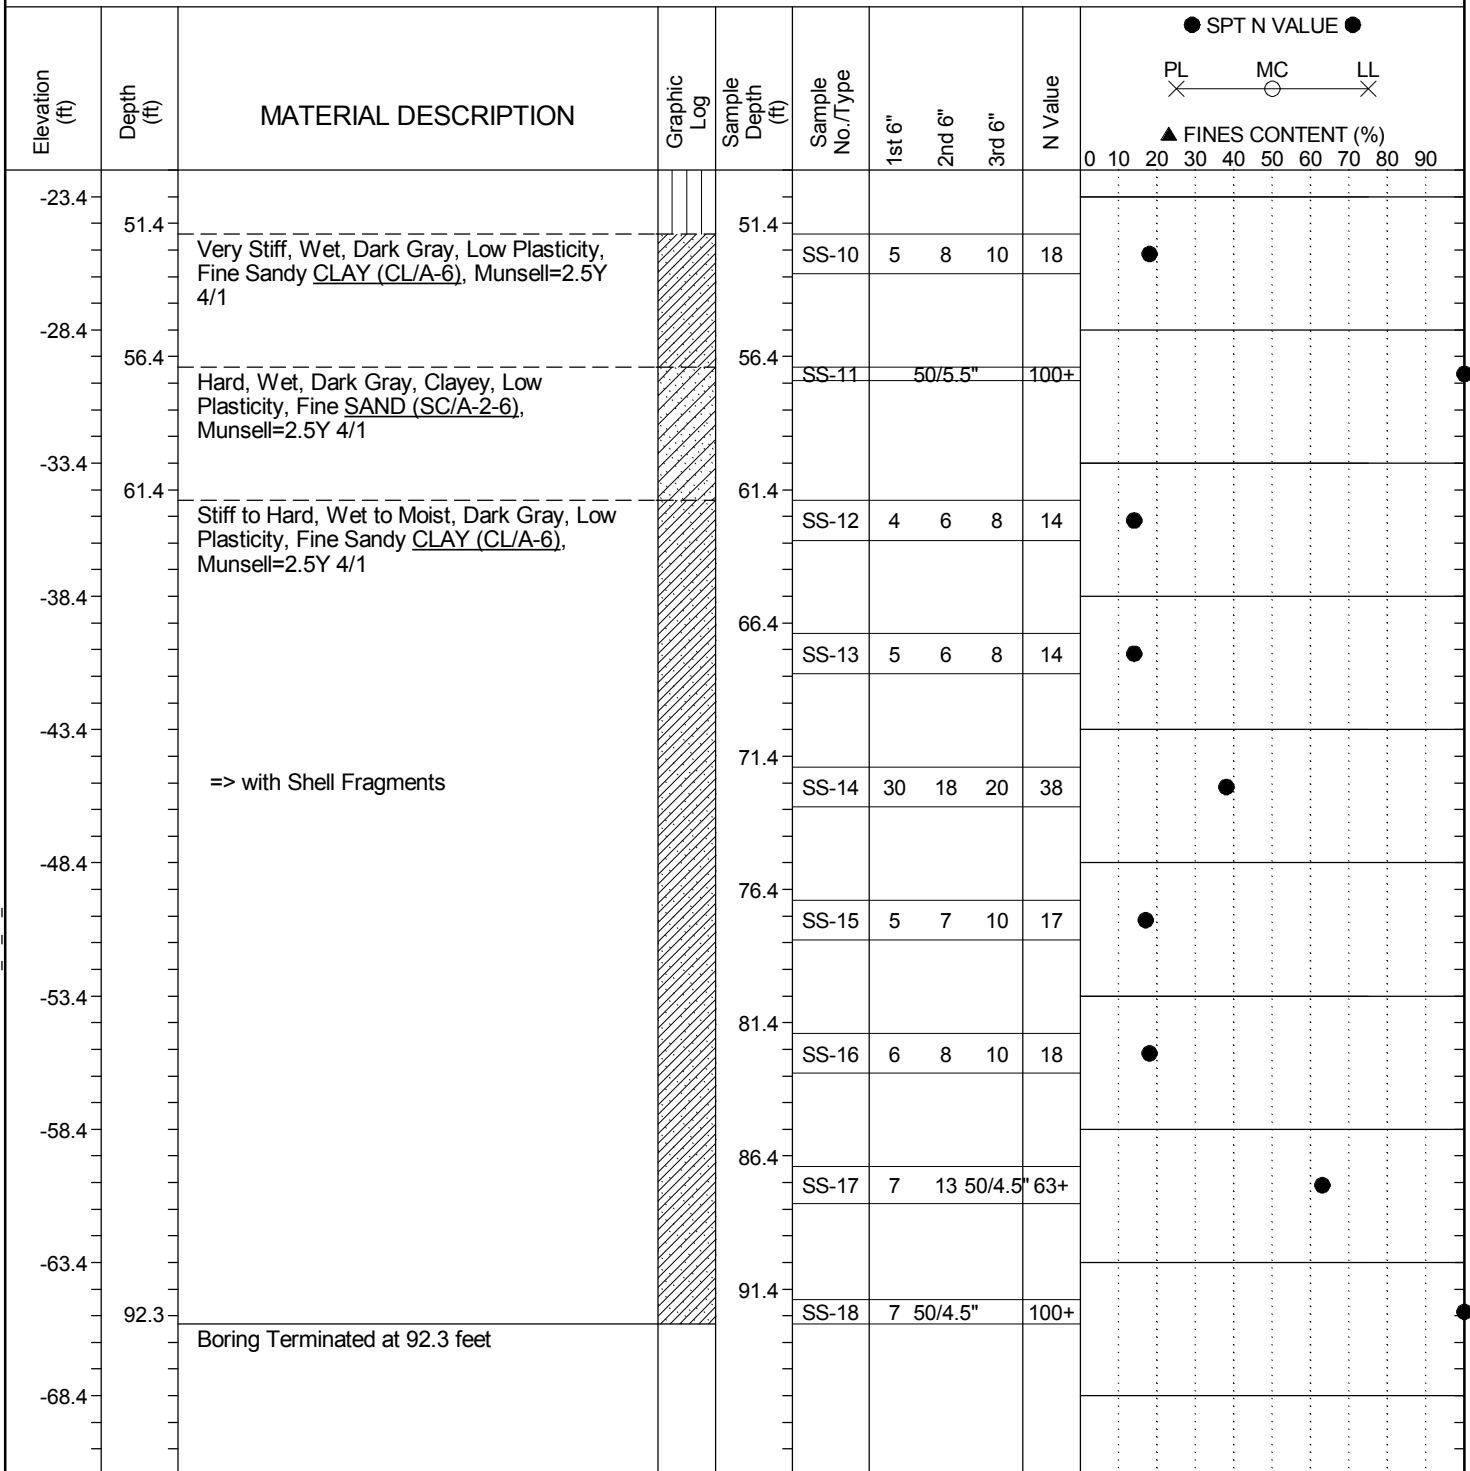 ● SPT N VALUE ●
PL MC LL
▲ FINES CONTENT (%)
0 10 20 30 40 50 60 70 80 90
Elevation (ft)
Depth (ft)
MATERIAL DESCRIPTION
Graphic Log
Sample Depth (ft)
Sample No./Type
1st 6"
2nd 6"
3rd 6"
N Value
-23.4
51.4 51.4
Very Stiff, Wet, Dark Gray, Low Plasticity,
Fine Sandy CLAY (CL/A-6), Munsell=2.5Y
4/1
SS-10 5 8 10 18
-28.4
56.4 56.4
SS-11 50/5.5" 100+
Hard, Wet, Dark Gray, Clayey, Low
Plasticity, Fine SAND (SC/A-2-6),
Munsell=2.5Y 4/1
-33.4
61.4 61.4
Stiff to Hard, Wet to Moist, Dark Gray, Low
Plasticity, Fine Sandy CLAY (CL/A-6),
Munsell=2.5Y 4/1
SS-12 4 6 8 14
-38.4
66.4
SS-13 5 6 8 14
-43.4
71.4
=> with Shell Fragments
SS-14 30 18 20 38
-48.4
76.4
SS-15 5 7 10 17
-53.4
81.4
SS-16 6 8 10 18
-58.4
86.4
SS-17 7 13 50/4.5" 63+
-63.4
91.4
92.3
SS-18 7 50/4.5" 100+
Boring Terminated at 92.3 feet
-68.4